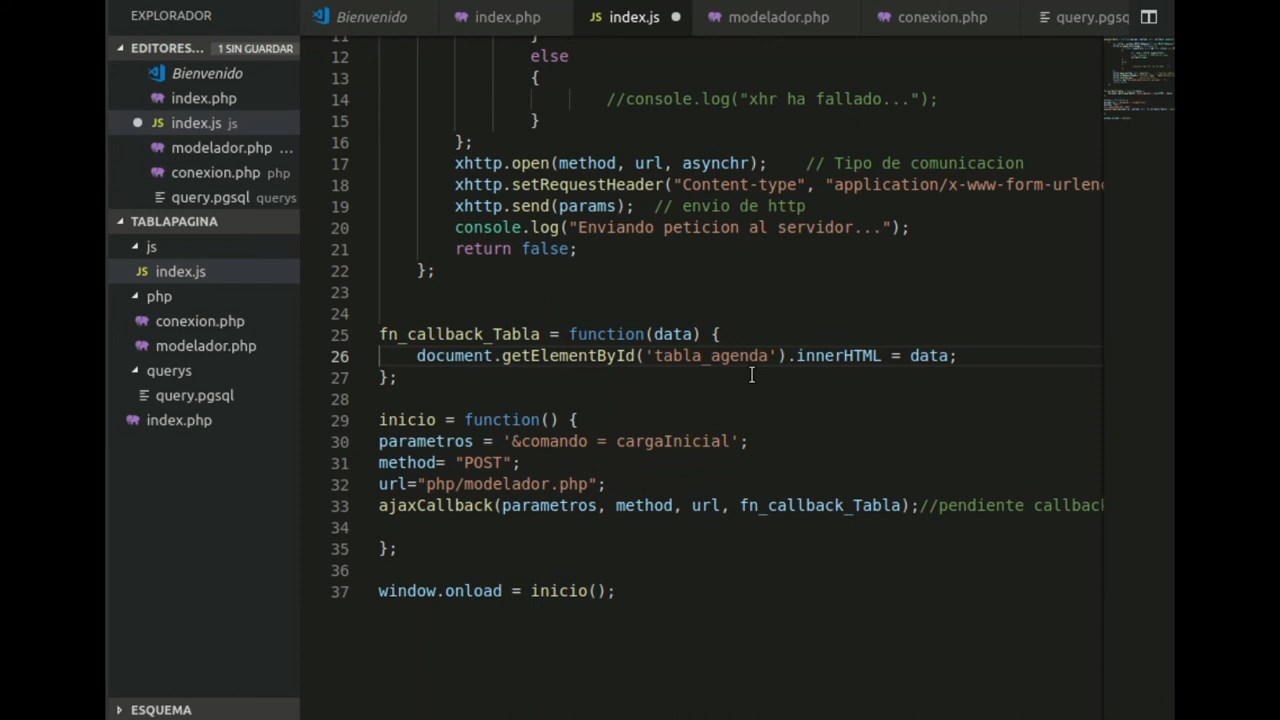 EXPLORADOR
Bienvenido
index.php
index.js
modelador.php
conexion.php
query.pgsq
EDITORES... 1 SIN GUARDAR
Bienvenido
index.php
index.js js
modelador.php ...
conexion.php php
query.pgsql querys
TABLAPAGINA
js
index.js
php
conexion.php
modelador.php
querys
query.pgsql
index.php
ESQUEMA
11 }
12 else
13 {
14 //console.log("xhr ha fallado...");
15 }
16 };
17 xhttp.open(method, url, asynchr); // Tipo de comunicacion
18 xhttp.setRequestHeader("Content-type", "application/x-www-form-urlenc
19 xhttp.send(params); // envio de http
20 console.log("Enviando peticion al servidor...");
21 return false;
22 };
23
24
25 fn_callback_Tabla = function(data) {
26 document.getElementById('tabla_agenda').innerHTML = data;
27 };
28
29 inicio = function() {
30 parametros = '&comando = cargaInicial';
31 method= "POST";
32 url="php/modelador.php";
33 ajaxCallback(parametros, method, url, fn_callback_Tabla);//pendiente callback
34
35 };
36
37 window.onload = inicio();